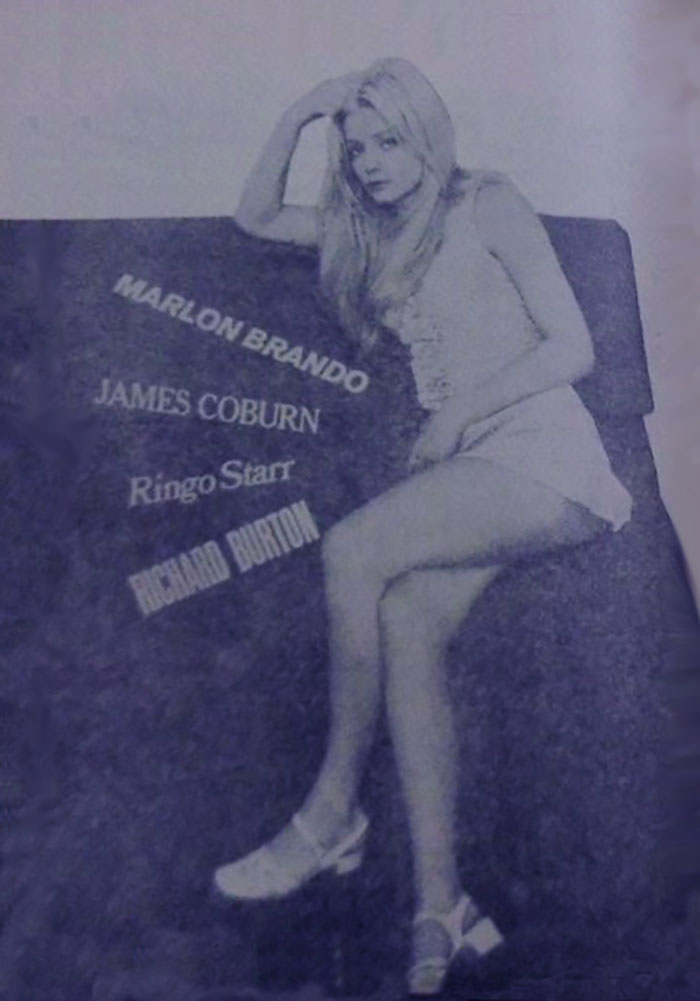 MARLON BRANDO
JAMES COBURN
Ringo Starr
RICHARD BURTON